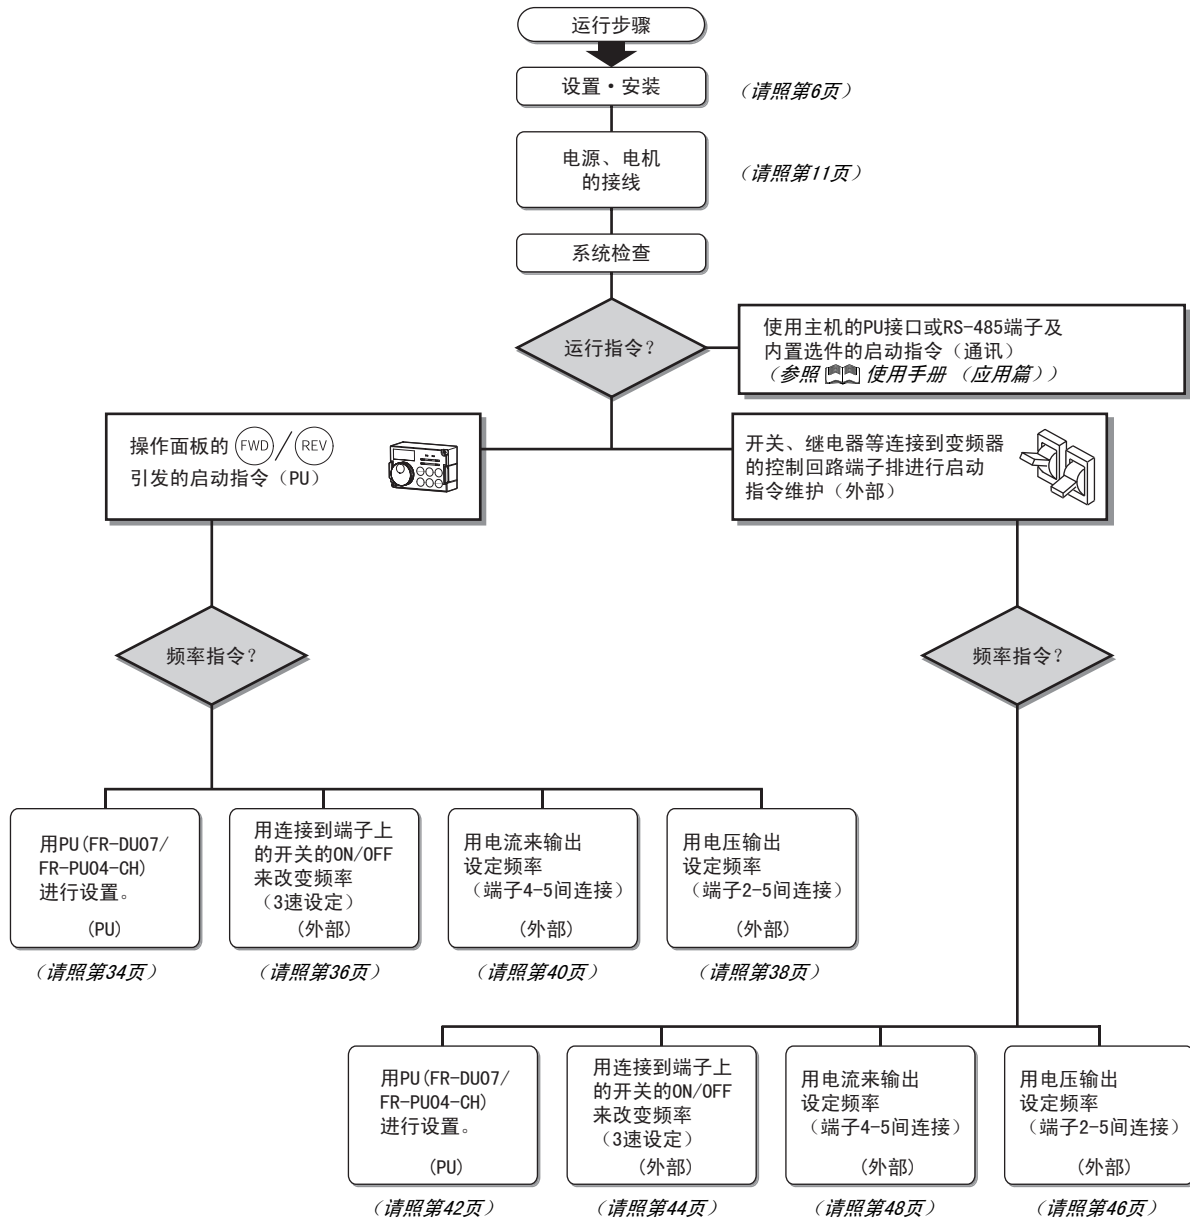 运行步骤
设置·安装
（请照第6页）
电源、电机
的接线
（请照第11页）
系统检查
运行指令？
使用主机的PU接口或RS-485端子及
内置选件的启动指令（通讯）
（参照 使用手册 （应用篇））
操作面板的 FWD / REV
引发的启动指令（PU）
开关、继电器等连接到变频器
的控制回路端子排进行启动
指令维护（外部）
频率指令？
频率指令？
用PU(FR-DU07/
FR-PU04-CH)
进行设置。
(PU)
（请照第34页）
用连接到端子上
的开关的ON/OFF
来改变频率
（3速设定）
(外部)
（请照第36页）
用电流来输出
设定频率
（端子4-5间连接）
(外部)
（请照第40页）
用电压输出
设定频率
（端子2-5间连接）
(外部)
（请照第38页）
用PU(FR-DU07/
FR-PU04-CH)
进行设置。
(PU)
（请照第42页）
用连接到端子上
的开关的ON/OFF
来改变频率
（3速设定）
(外部)
（请照第44页）
用电流来输出
设定频率
（端子4-5间连接）
(外部)
（请照第48页）
用电压输出
设定频率
（端子2-5间连接）
(外部)
（请照第46页）